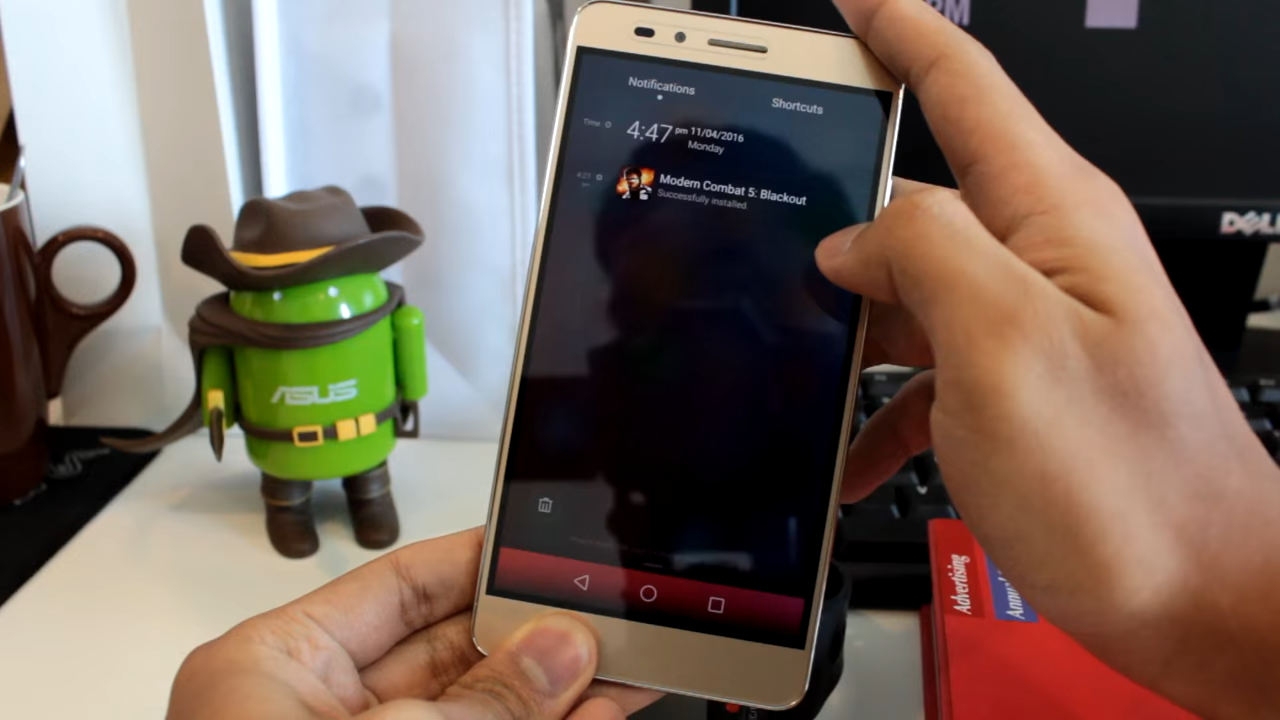 Notifications
Shortcuts
Time
4:47 pm 11/04/2016
Monday
Modern Combat 5: Blackout
Successfully installed.
ASUS
DELL
Advertising